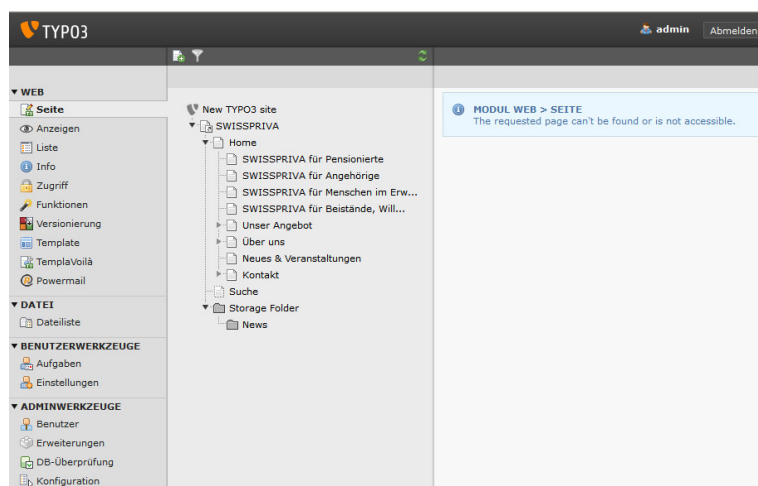 TYPO3
admin
Abmelden
WEB
Seite
Anzeigen
Liste
Info
Zugriff
Funktionen
Versionierung
Template
TemplaVoilà
Powermail
DATEI
Dateiliste
BENUTZERWERKZEUGE
Aufgaben
Einstellungen
ADMINWERKZEUGE
Benutzer
Erweiterungen
DB-Überprüfung
Konfiguration
New TYPO3 site
SWISSPRIVA
Home
SWISSPRIVA für Pensionierte
SWISSPRIVA für Angehörige
SWISSPRIVA für Menschen im Erw...
SWISSPRIVA für Beistände, Will...
Unser Angebot
Über uns
Neues & Veranstaltungen
Kontakt
Suche
Storage Folder
News
MODUL WEB > SEITE
The requested page can't be found or is not accessible.